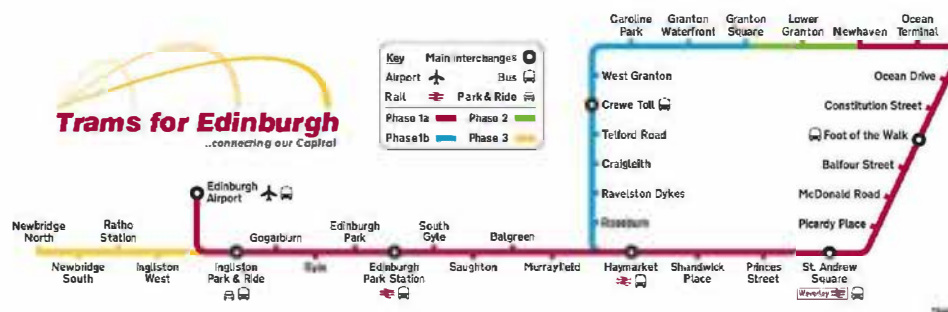 Trams for Edinburgh
...connecting our Capital
Key Main interchanges
Airport Bus
Rail Park & Ride
Phase 1a Phase 2
Phase1b Phase 3
Caroline
Park
Granton
Waterfront
Granton
Square
Lower
Granton
Newhaven
Ocean
Terminal
West Granton
Crewe Toll
Telford Road
Craigleith
Ravelston Dykes
Ocean Drive
Constitution Street
Foot of the Walk
Balfour Street
McDonald Road
Picardy Place
Edinburgh
Airport
Newbridge
North
Ratho
Station
Gogarburn
Edinburgh
Park
South
Gyle
Balgreen
Newbridge
South
Ingliston
West
Ingliston
Park & Ride
Edinburgh
Park Station
Saughton
Murrayfield
Haymarket
Shandwick
Place
Princes
Street
St. Andrew
Square
Waverley